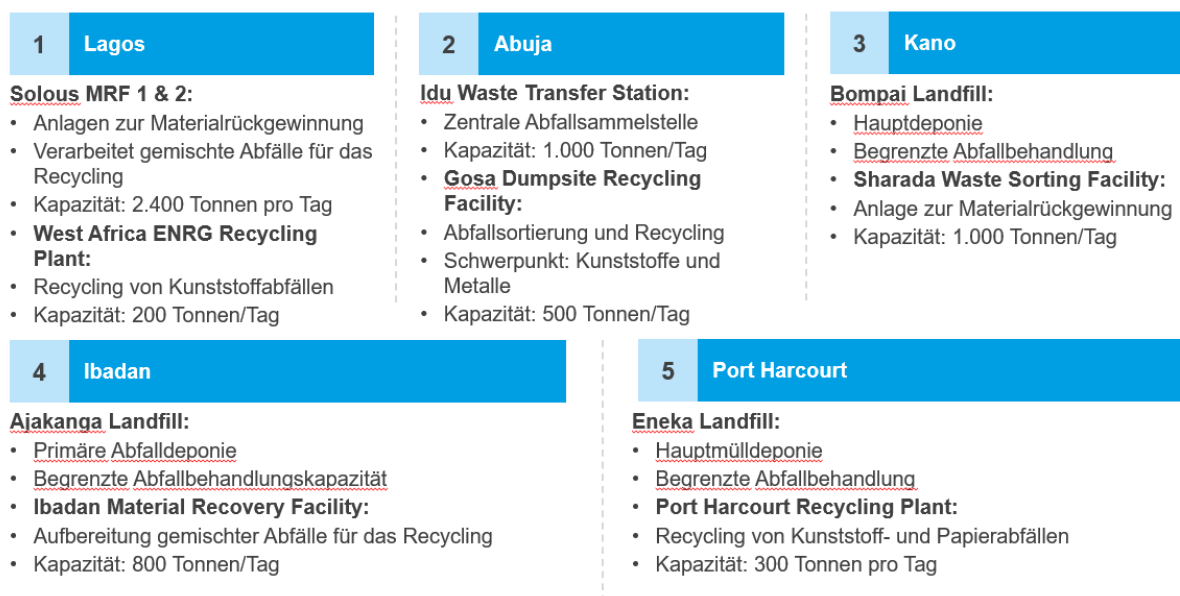 1 Lagos
Solous MRF 1 & 2:
• Anlagen zur Materialrückgewinnung
• Verarbeitet gemischte Abfälle für das
Recycling
• Kapazität: 2.400 Tonnen pro Tag
• West Africa ENRG Recycling
Plant:
• Recycling von Kunststoffabfällen
• Kapazität: 200 Tonnen/Tag
2 Abuja
Idu Waste Transfer Station:
• Zentrale Abfallsammelstelle
• Kapazität: 1.000 Tonnen/Tag
• Gosa Dumpsite Recycling
Facility:
• Abfallsortierung und Recycling
• Schwerpunkt: Kunststoffe und
Metalle
• Kapazität: 500 Tonnen/Tag
3 Kano
Bompai Landfill:
• Hauptdeponie
• Begrenzte Abfallbehandlung
• Sharada Waste Sorting Facility:
• Anlage zur Materialrückgewinnung
• Kapazität: 1.000 Tonnen/Tag
4 Ibadan
Ajakanga Landfill:
• Primäre Abfalldeponie
• Begrenzte Abfallbehandlungskapazität
• Ibadan Material Recovery Facility:
• Aufbereitung gemischter Abfälle für das Recycling
• Kapazität: 800 Tonnen/Tag
5 Port Harcourt
Eneka Landfill:
• Hauptmülldeponie
• Begrenzte Abfallbehandlung
• Port Harcourt Recycling Plant:
• Recycling von Kunststoff- und Papierabfällen
• Kapazität: 300 Tonnen pro Tag